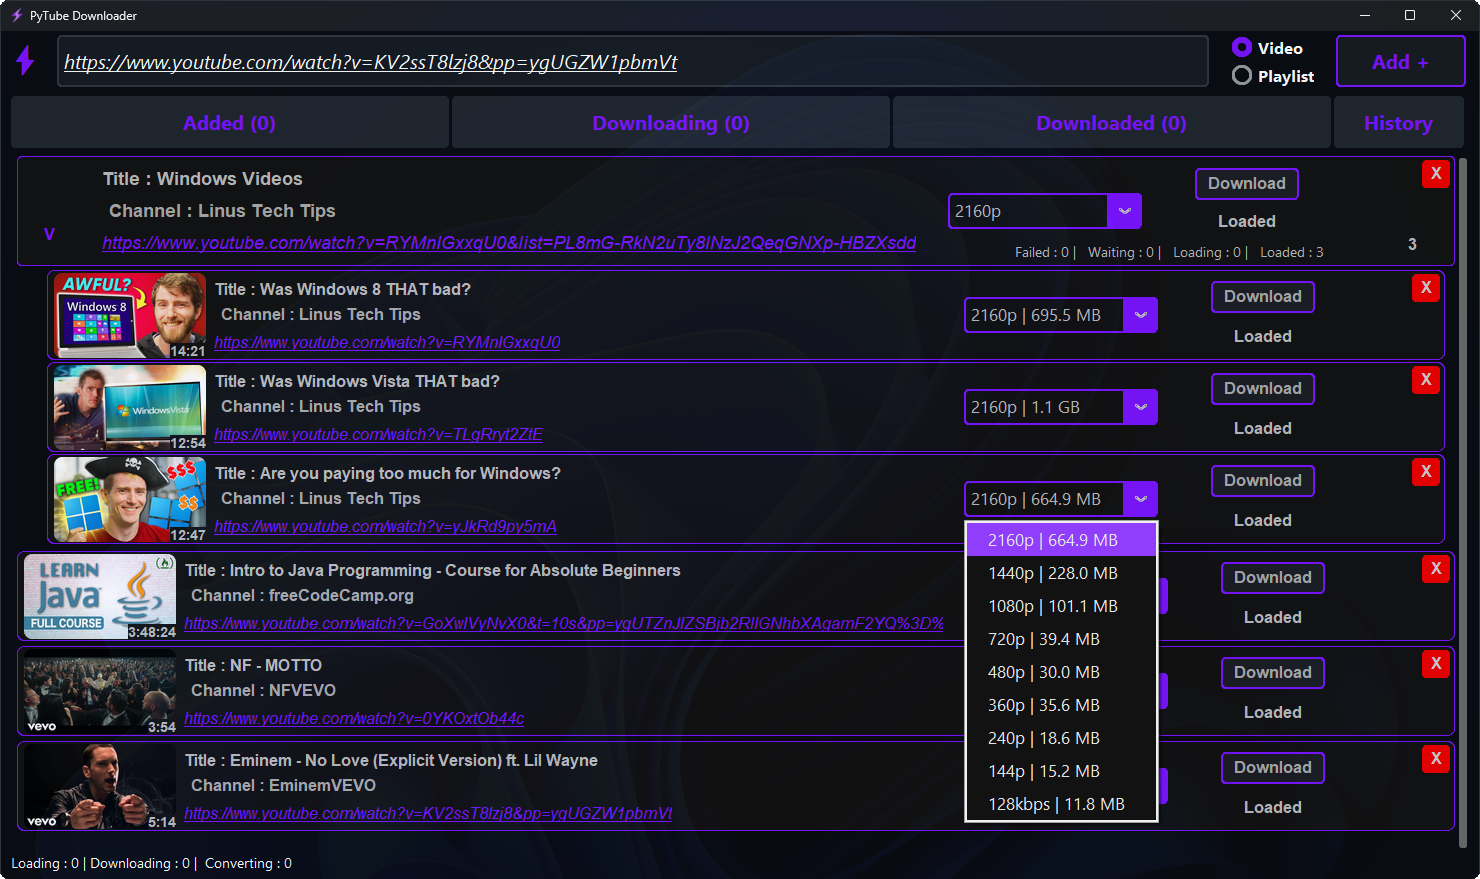 PyTube Downloader
https://www.youtube.com/watch?v=KV2ssT8lzj8&pp=ygUGZW1pbmVt
Video
Playlist
Add +
Added (0)
Downloading (0)
Downloaded (0)
History
V
Title : Windows Videos
Channel : Linus Tech Tips
https://www.youtube.com/watch?v=RYMnIGxxqU0&list=PL8mG-RkN2uTy8lNzJ2QeqGNXp-HBZXsdd
2160p
Download
Loaded
Failed : 0 | Waiting : 0 | Loading : 0 | Loaded : 3
3
X
AWFUL?
Windows 8
14:21
Title : Was Windows 8 THAT bad?
Channel : Linus Tech Tips
https://www.youtube.com/watch?v=RYMnIGxxqU0
2160p | 695.5 MB
Download
Loaded
X
WindowsVista
12:54
Title : Was Windows Vista THAT bad?
Channel : Linus Tech Tips
https://www.youtube.com/watch?v=TLgRryt2ZtE
2160p | 1.1 GB
Download
Loaded
X
$$$
FREE!
$$
12:47
Title : Are you paying too much for Windows?
Channel : Linus Tech Tips
https://www.youtube.com/watch?v=yJkRd9py5mA
2160p | 664.9 MB
Download
Loaded
X
2160p | 664.9 MB
1440p | 228.0 MB
1080p | 101.1 MB
720p | 39.4 MB
480p | 30.0 MB
360p | 35.6 MB
240p | 18.6 MB
144p | 15.2 MB
128kbps | 11.8 MB
LEARN
Java
FULL COURSE
3:48:24
Title : Intro to Java Programming - Course for Absolute Beginners
Channel : freeCodeCamp.org
https://www.youtube.com/watch?v=GoXwIVyNvX0&t=10s&pp=ygUTZnJlZSBjb2RlIGNhbXAgamF2YQ%3D%
Download
Loaded
X
vevo
3:54
Title : NF - MOTTO
Channel : NFVEVO
https://www.youtube.com/watch?v=0YKOxtOb44c
Download
Loaded
X
vevo
5:14
Title : Eminem - No Love (Explicit Version) ft. Lil Wayne
Channel : EminemVEVO
https://www.youtube.com/watch?v=KV2ssT8lzj8&pp=ygUGZW1pbmVt
Download
Loaded
X
Loading : 0 | Downloading : 0 | Converting : 0